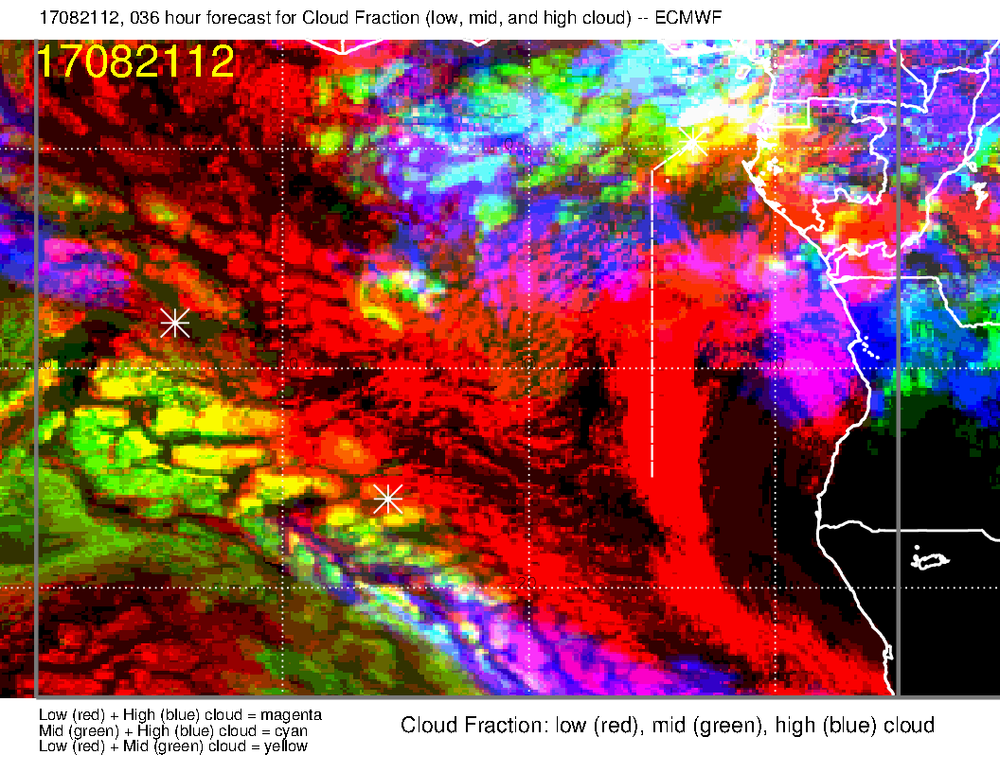 17082112, 036 hour forecast for Cloud Fraction (low, mid, and high cloud) -- ECMWF
17082112
Low (red) + High (blue) cloud = magenta
Mid (green) + High (blue) cloud = cyan
Low (red) + Mid (green) cloud = yellow
Cloud Fraction: low (red), mid (green), high (blue) cloud